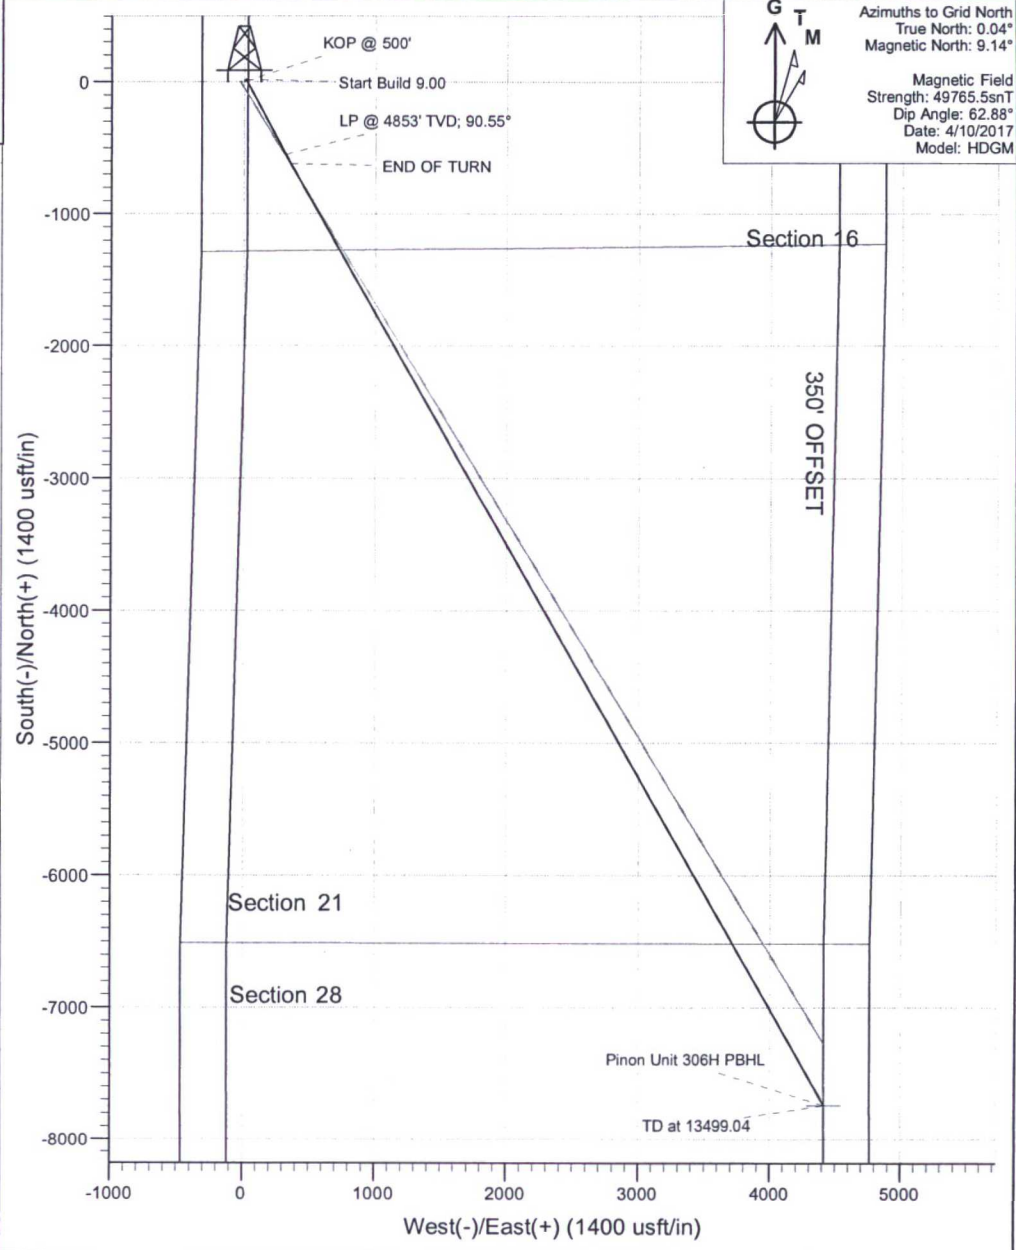 G
T
M
Azimuths to Grid North
True North: 0.04°
Magnetic North: 9.14°
Magnetic Field
Strength: 49765.5snT
Dip Angle: 62.88°
Date: 4/10/2017
Model: HDGM
KOP @ 500'
Start Build 9.00
LP @ 4853' TVD; 90.55°
END OF TURN
Section 16
350' OFFSET
Section 21
Section 28
Pinon Unit 306H PBHL
TD at 13499.04
South(-)/North(+) (1400 usft/in)
0
-1000
-2000
-3000
-4000
-5000
-6000
-7000
-8000
-1000
0
1000
2000
3000
4000
5000
West(-)/East(+) (1400 usft/in)